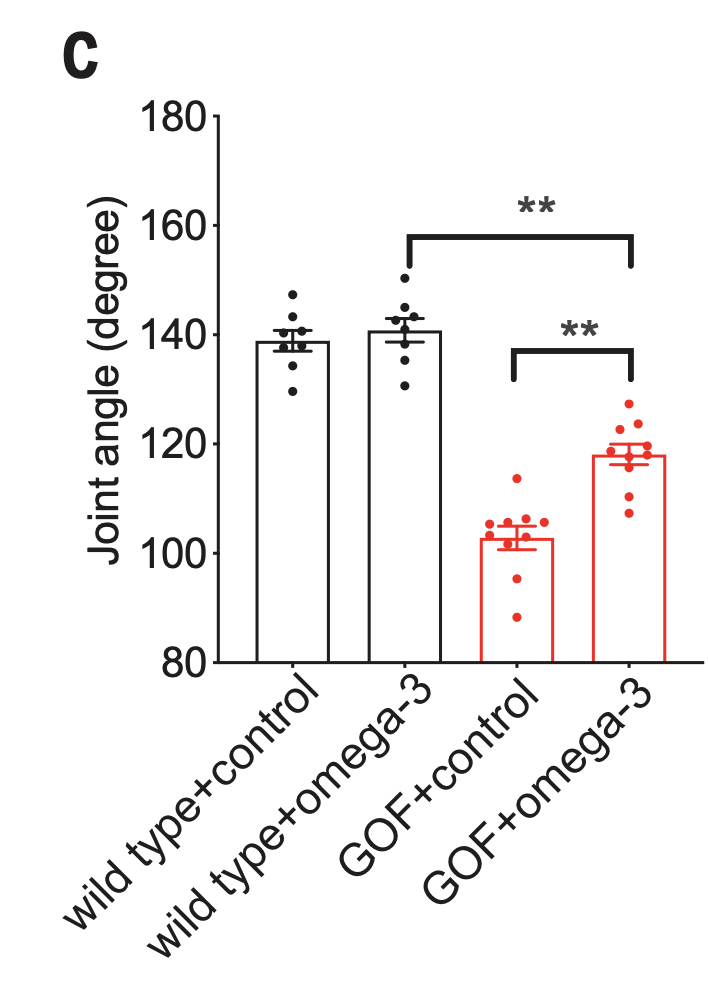 C
180
160
140
120
100
80
Joint angle (degree)
**
**
wild type+control
wild type+omega-3
GOF+control
GOF+omega-3